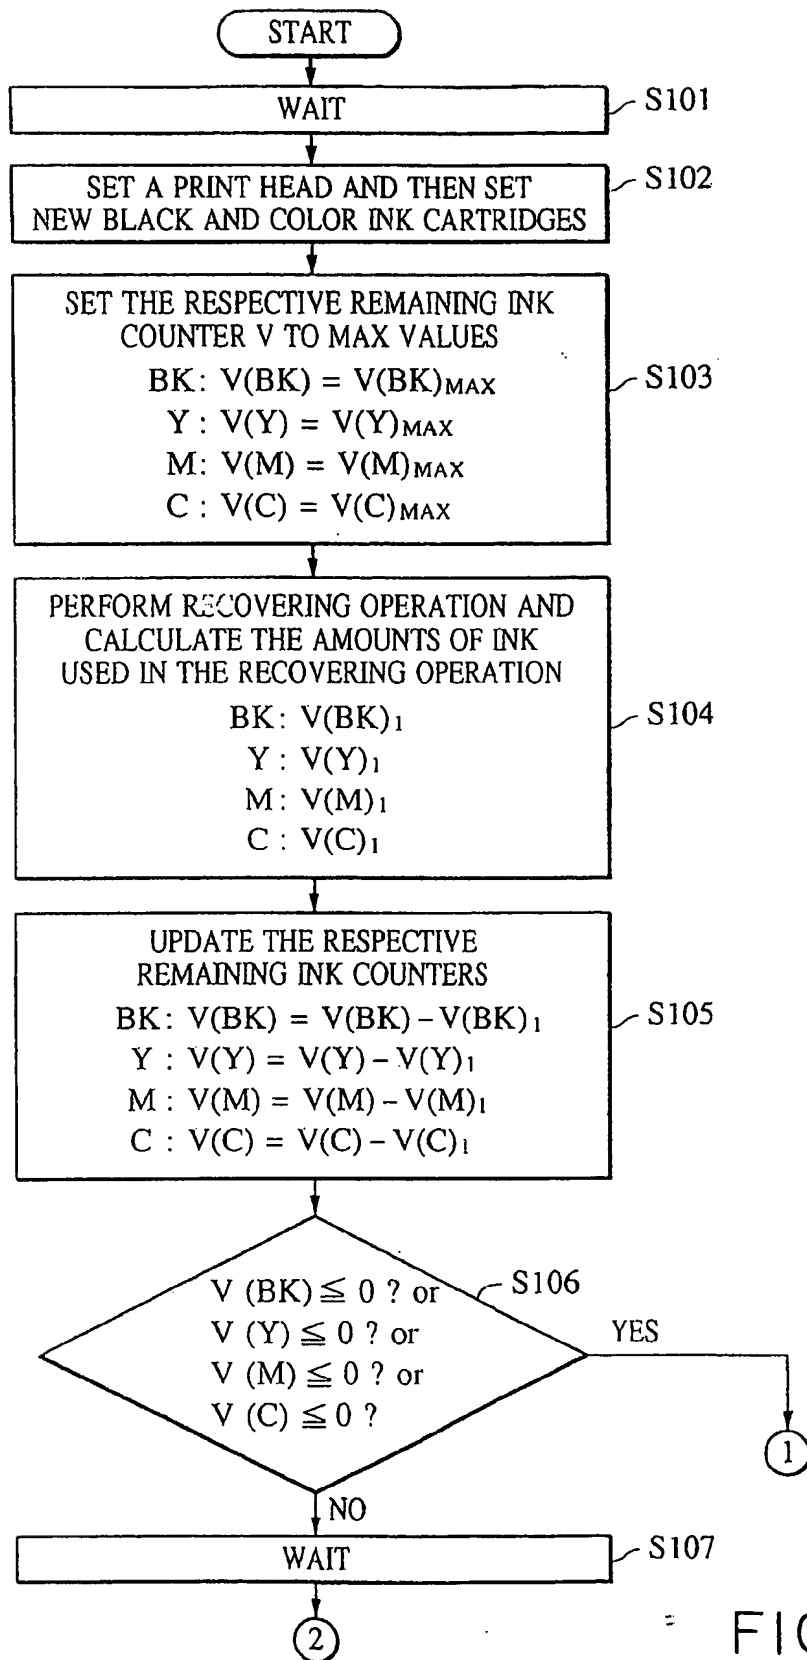 START
WAIT
S101
SET A PRINT HEAD AND THEN SET
NEW BLACK AND COLOR INK CARTRIDGES
S102
SET THE RESPECTIVE REMAINING INK
COUNTER V TO MAX VALUES
BK: V(BK) = V(BK)MAX
Y : V(Y) = V(Y)MAX
M: V(M) = V(M)MAX
C : V(C) = V(C)MAX
S103
PERFORM RECOVERING OPERATION AND
CALCULATE THE AMOUNTS OF INK
USED IN THE RECOVERING OPERATION
BK: V(BK)1
Y : V(Y)1
M: V(M)1
C : V(C)1
S104
UPDATE THE RESPECTIVE
REMAINING INK COUNTERS
BK: V(BK) = V(BK) – V(BK)1
Y : V(Y) = V(Y) – V(Y)1
M : V(M) = V(M) – V(M)1
C : V(C) = V(C) – V(C)1
S105
V (BK) ≦ 0 ? or
V (Y) ≦ 0 ? or
V (M) ≦ 0 ? or
V (C) ≦ 0 ?
S106
YES
1
NO
WAIT
S107
2
FIG